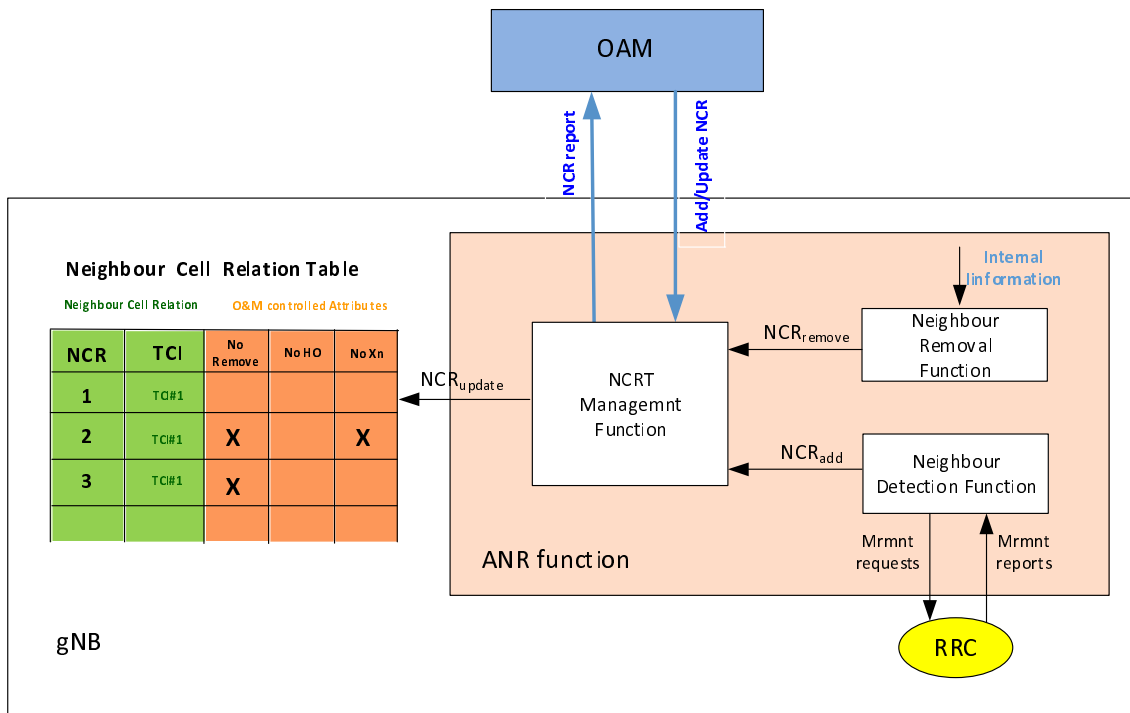 OAM
NCR report
Add/Update NCR
Neighbour Cell Relation Table
Neighbour Cell Relation
O&M controlled Attributes
NCR
TCI
No
Remove
No HO
No Xn
1
TCI#1
2
TCI#1
X
X
3
TCI#1
X
NCRupdate
NCRT
Managemnt
Function
Internal
Iinformation
NCRremove
Neighbour
Removal
Function
NCRadd
Neighbour
Detection Function
Mrmnt
requests
Mrmnt
reports
ANR function
RRC
gNB